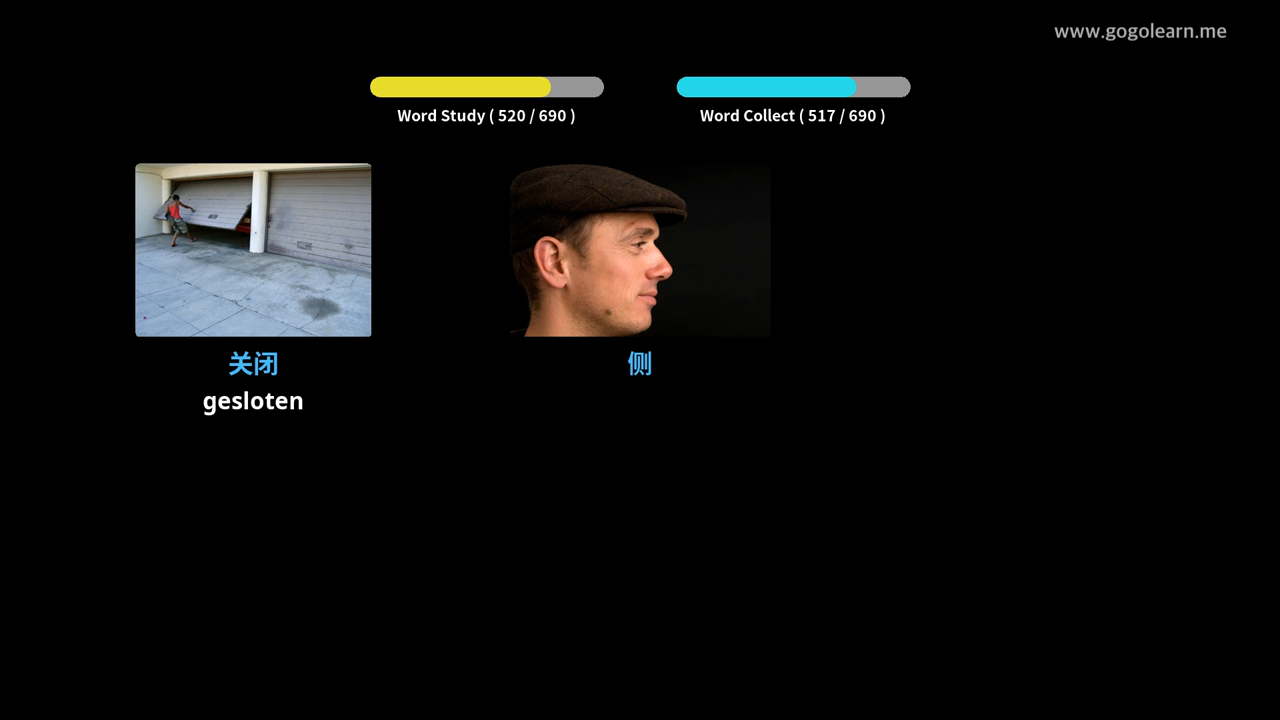 www.gogolearn.me
Word Study ( 520 / 690 )
Word Collect ( 517 / 690 )
关闭
gesloten
侧